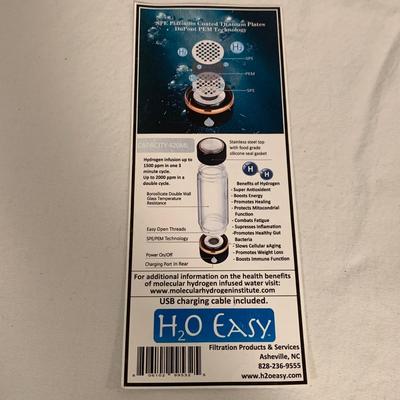 SPE Platinum Coated Titanium Plates
DuPont PEM Technology
H2
H2
SPE
PEM
SPE
CAPACITY 420ML
Stainless steel top
with food grade
silicone seal gasket
Hydrogen infusion up to
1500 ppm in one 3
minute cycle.
Up to 2000 ppm in a
double cycle.
Borosilicate Double Wall
Glass Temperature
Resistance
Easy Open Threads
SPE/PEM Technology
Power On/Off
Charging Port In Rear
H H
Benefits of Hydrogen
- Super Antioxident
- Boosts Energy
- Promotes Healing
- Protects Mitocondrial
Function
- Combats Fatigue
- Supresses Inflamation
- Promotes Healthy Gut
Bacteria
- Slows Cellular aAging
- Promotes Weight Loss
- Boosts Immune Function
For additional information on the health benefits
of molecular hydrogen infused water visit:
www.molecularhydrogeninstitute.com
USB charging cable included.
H2O Easy
Filtration Products & Services
Asheville, NC
828-236-9555
www.h2oeasy.com